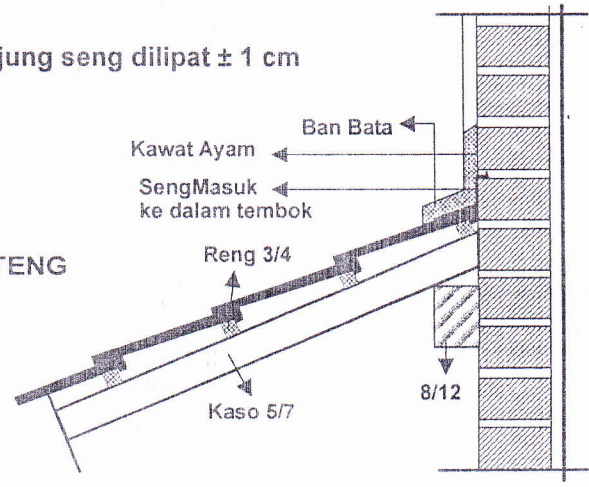 jung seng dilipat ± 1 cm
Ban Bata
Kawat Ayam
SengMasuk
ke dalam tembok
TENG
Reng 3/4
8/12
Kaso 5/7